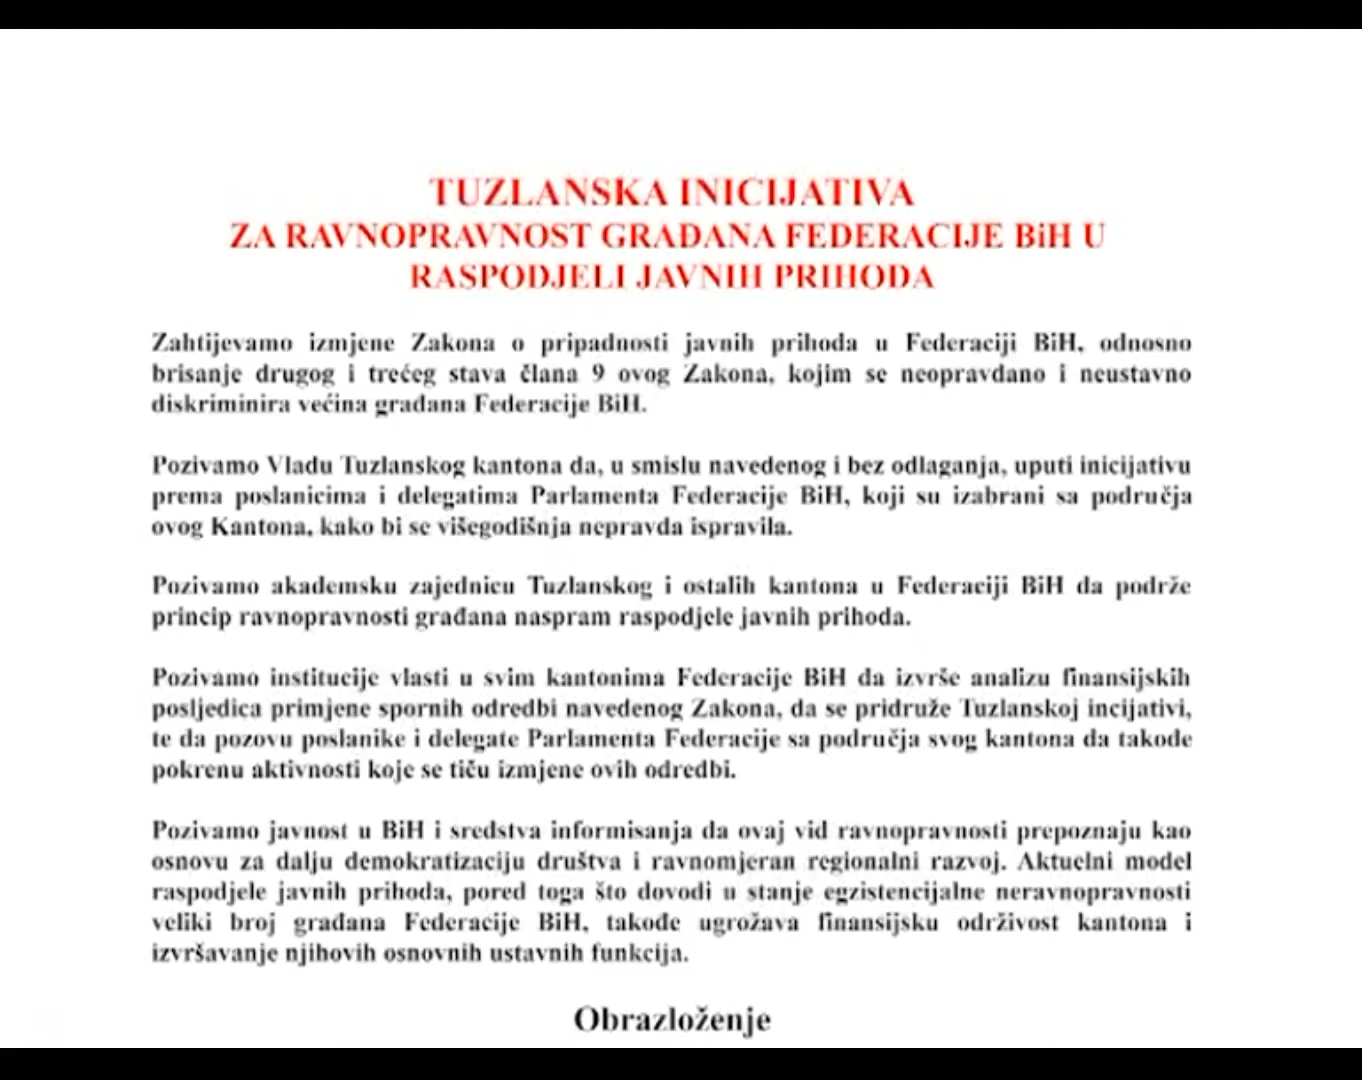 TUZLANSKA INICIJATIVA
ZA RAVNOPRAVNOST GRAĐANA FEDERACIJE BiH U
RASPODJELI JAVNIH PRIHODA
Zahtijevamo izmjene Zakona o pripadnosti javnih prihoda u Federaciji BiH, odnosno
brisanje drugog i trećeg stava člana 9 ovog Zakona, kojim se neopravdano i neustavno
diskriminira većina građana Federacije BiH.
Pozivamo Vladu Tuzlanskog kantona da, u smislu navedenog i bez odlaganja, uputi inicijativu
prema poslanicima i delegatima Parlamenta Federacije BiH, koji su izabrani sa područja
ovog Kantona, kako bi se višegodišnja nepravda ispravila.
Pozivamo akademsku zajednicu Tuzlanskog i ostalih kantona u Federaciji BiH da podrže
princip ravnopravnosti građana naspram raspodjele javnih prihoda.
Pozivamo institucije vlasti u svim kantonima Federacije BiH da izvrše analizu finansijskih
posljedica primjene spornih odredbi navedenog Zakona, da se pridruže Tuzlanskoj incijativi,
te da pozovu poslanike i delegate Parlamenta Federacije sa područja svog kantona da takođe
pokrenu aktivnosti koje se tiču izmjene ovih odredbi.
Pozivamo javnost u BiH i sredstva informisanja da ovaj vid ravnopravnosti prepoznaju kao
osnovu za dalju demokratizaciju društva i ravnomjeran regionalni razvoj. Aktuelni model
raspodjele javnih prihoda, pored toga što dovodi u stanje egzistencijalne neravnopravnosti
veliki broj građana Federacije BiH, takođe ugrožava finansijsku održivost kantona i
izvršavanje njihovih osnovnih ustavnih funkcija.
Obrazloženje